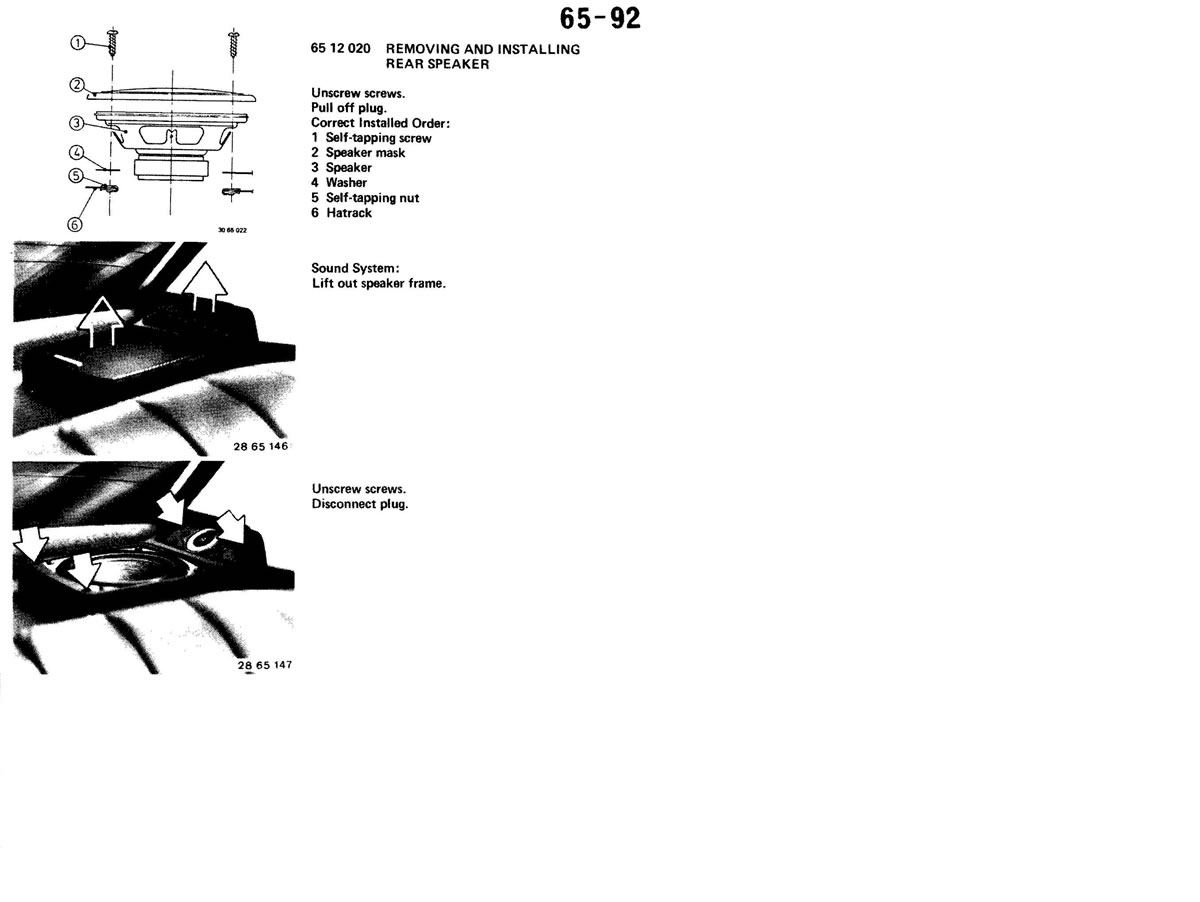 65-92
65 12 020 REMOVING AND INSTALLING
REAR SPEAKER
Unscrew screws.
Pull off plug.
Correct Installed Order:
1 Self-tapping screw
2 Speaker mask
3 Speaker
4 Washer
5 Self-tapping nut
6 Hatrack
1
2
3
4
5
6
30 65 022
Sound System:
Lift out speaker frame.
28 65 146
Unscrew screws.
Disconnect plug.
28 65 147